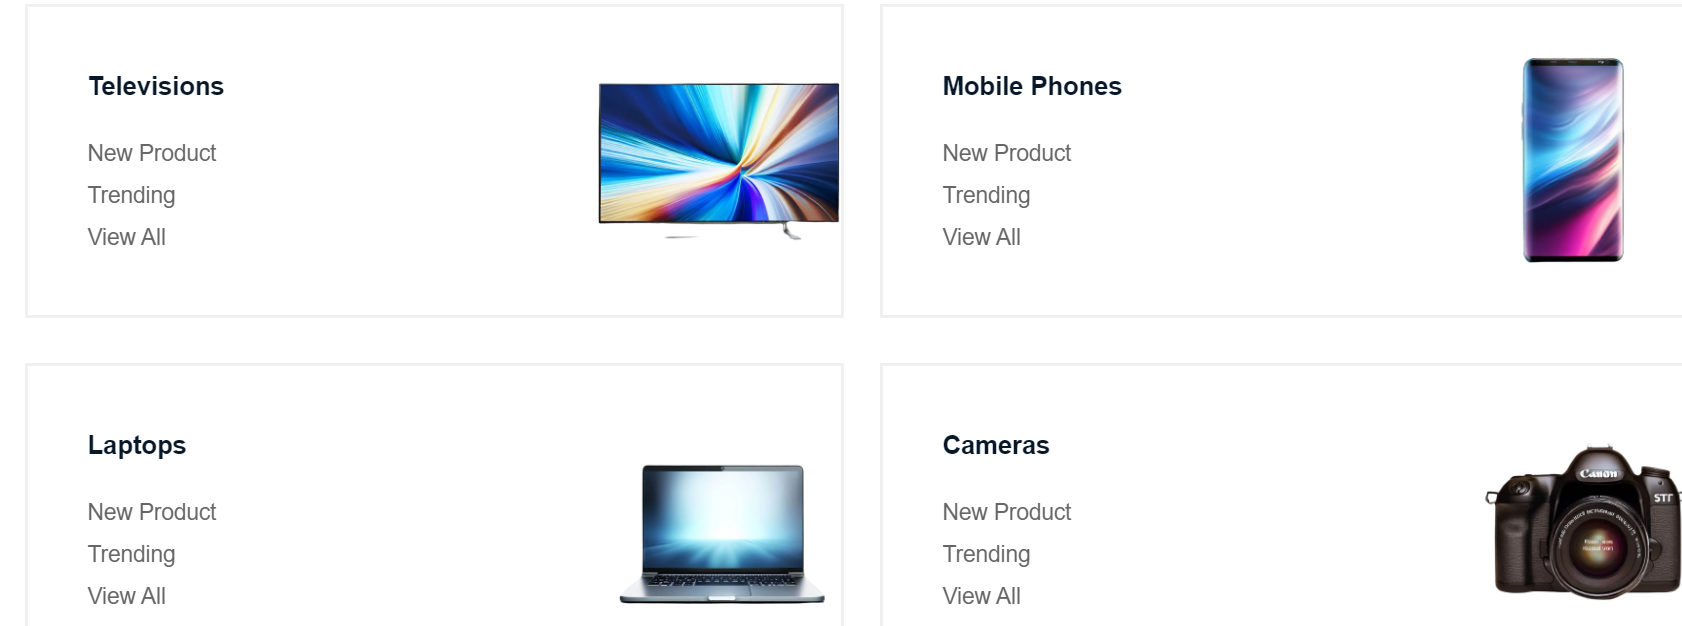 Televisions
New Product
Trending
View All
Mobile Phones
New Product
Trending
View All
Laptops
New Product
Trending
View All
Cameras
New Product
Trending
View All
Canon
STI